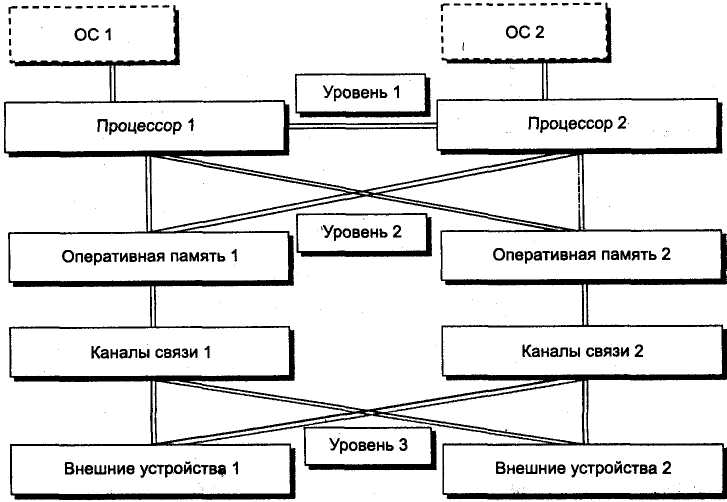 ОС 1
ОС 2
Уровень 1
Процессор 1
Процессор 2
Уровень 2
Оперативная память 1
Оперативная память 2
Каналы связи 1
Каналы связи 2
Уровень 3
Внешние устройства 1
Внешние устройства 2